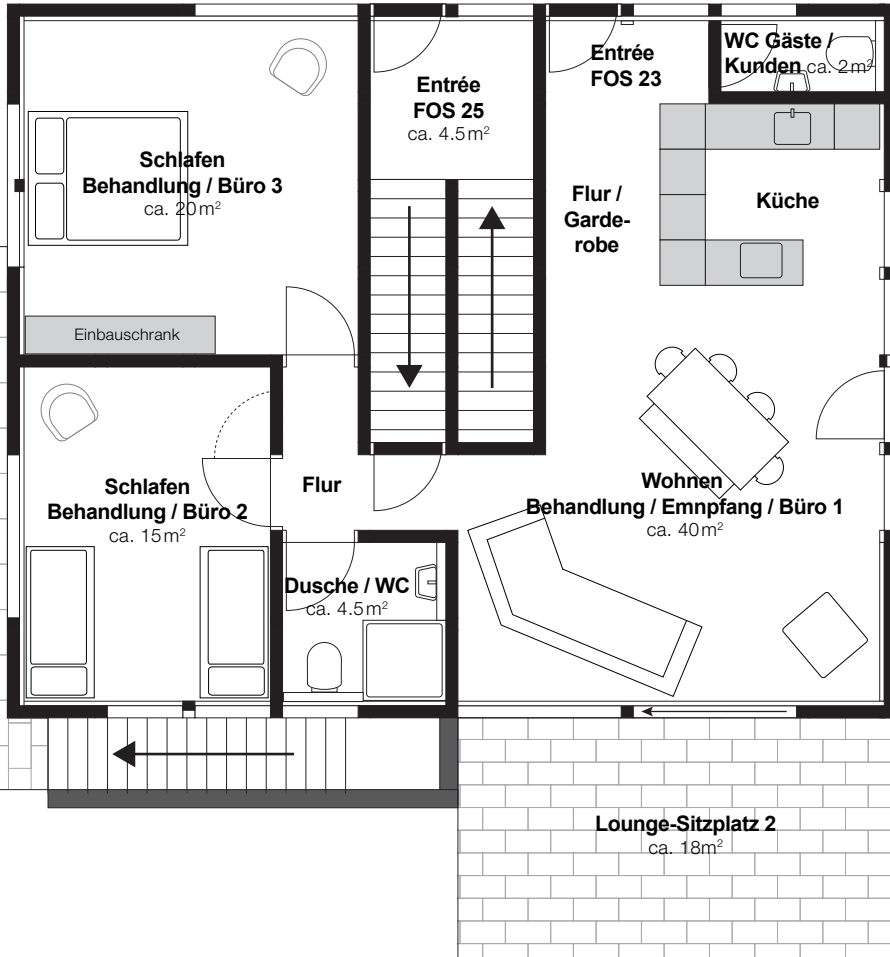 WC Gäste /
Kunden ca. 2m²
Entrée
FOS 23
Entrée
FOS 25
ca. 4.5m²
Schlafen
Behandlung / Büro 3
ca. 20m²
Flur /
Garde-
robe
Küche
Einbauschrank
Schlafen
Behandlung / Büro 2
ca. 15m²
Flur
Wohnen
Behandlung / Emnpfang / Büro 1
ca. 40m²
Dusche / WC
ca. 4.5m²
Lounge-Sitzplatz 2
ca. 18m²